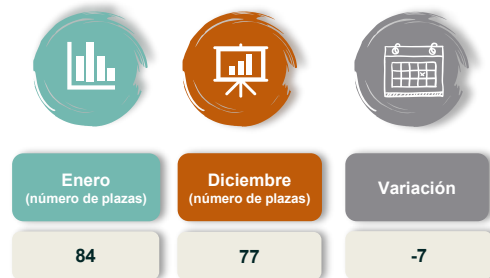 Enero
(número de plazas)
Diciembre
(número de plazas)
Variación
84
77
-7